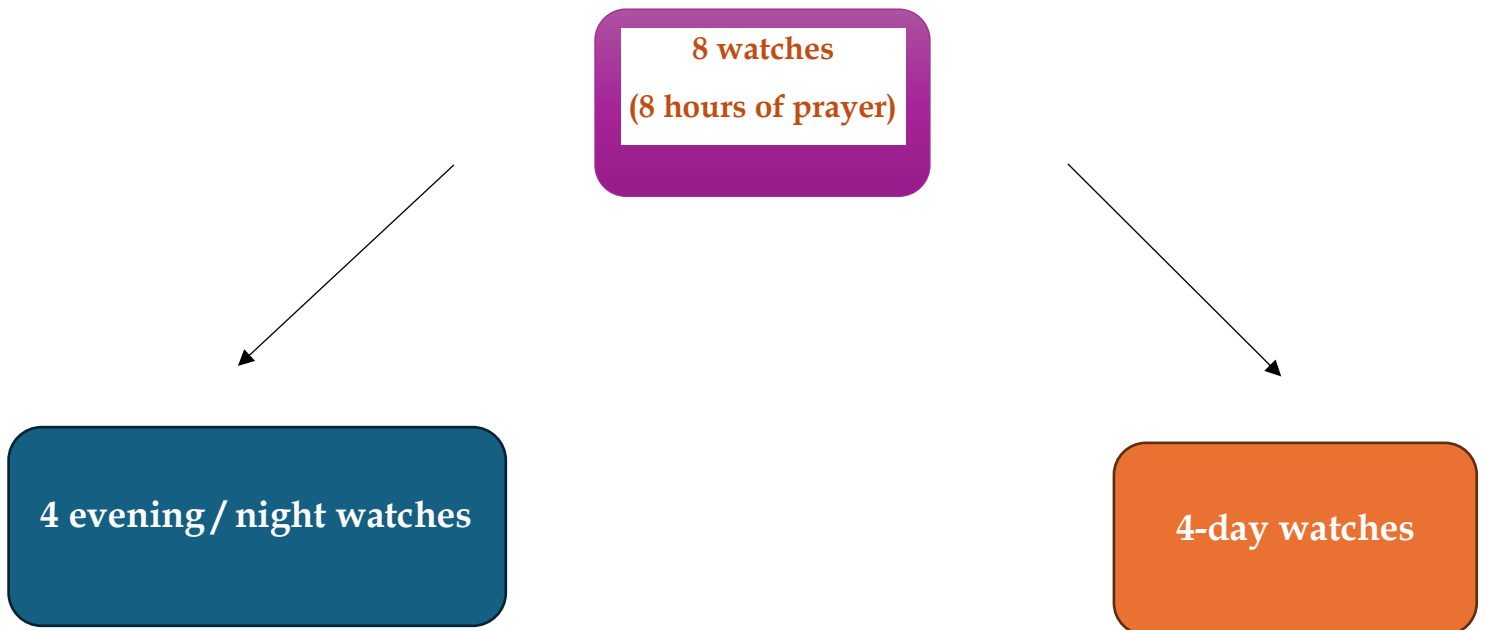 8 watches
(8 hours of prayer)
4 evening / night watches
4-day watches